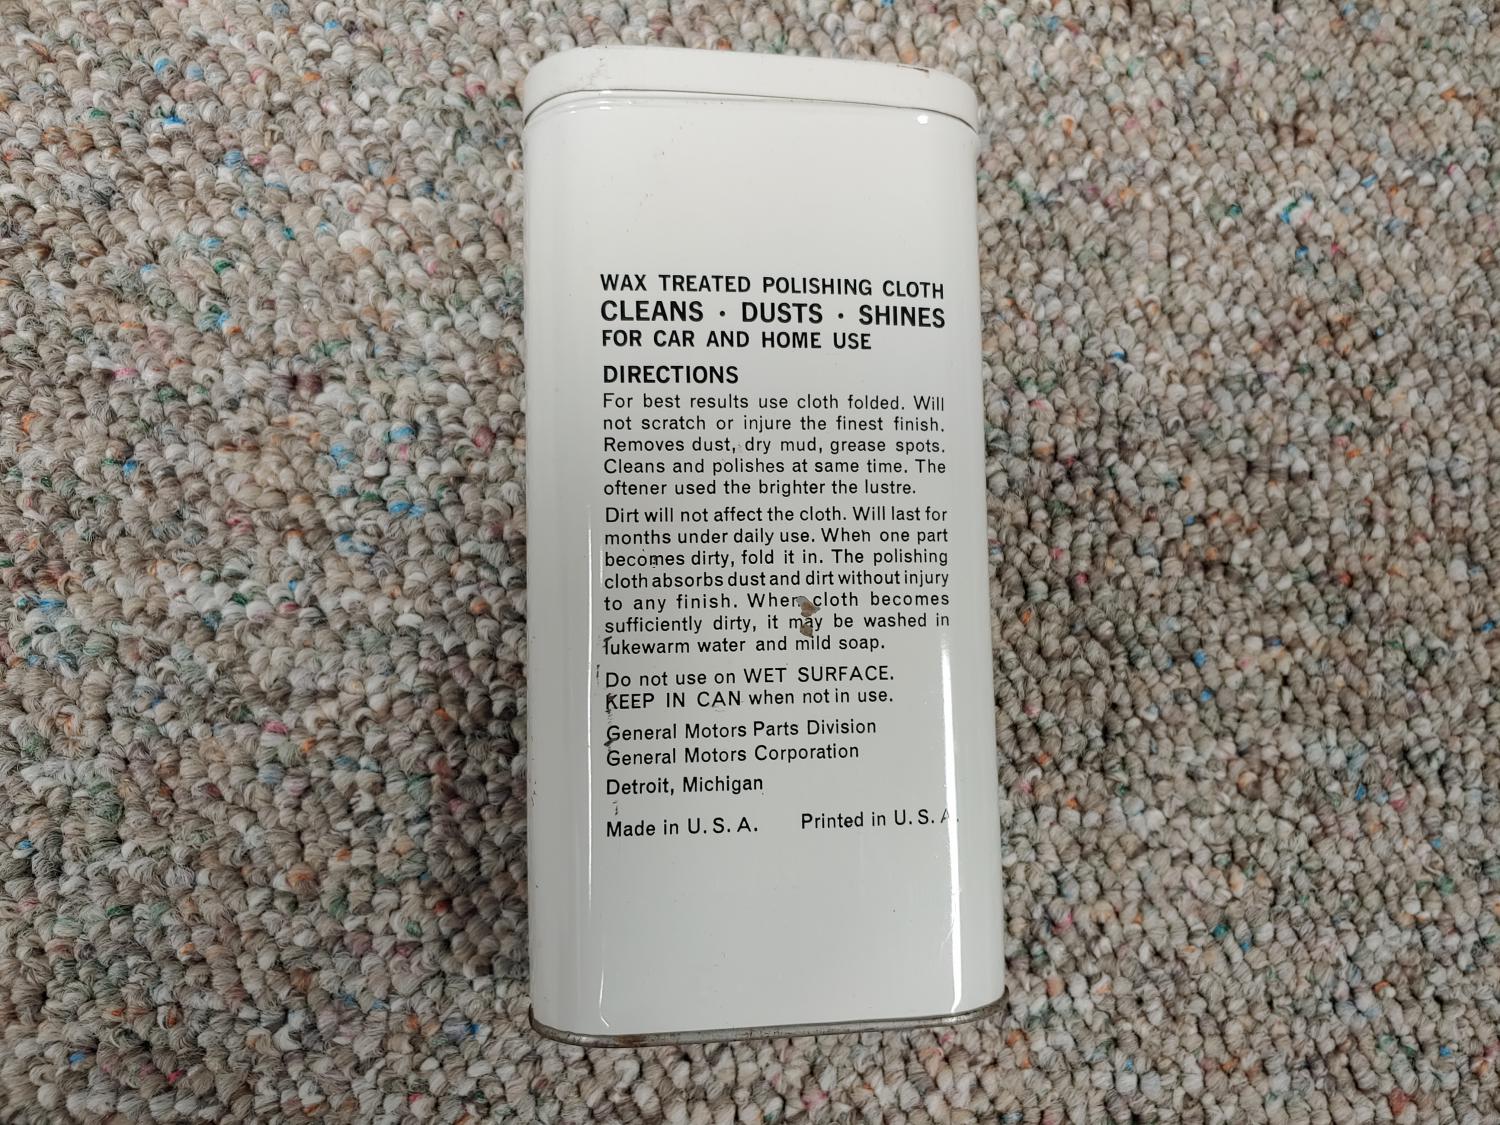 WAX TREATED POLISHING CLOTH
CLEANS · DUSTS · SHINES
FOR CAR AND HOME USE
DIRECTIONS
For best results use cloth folded. Will
not scratch or injure the finest finish.
Removes dust, dry mud, grease spots.
Cleans and polishes at same time. The
oftener used the brighter the lustre.
Dirt will not affect the cloth. Will last for
months under daily use. When one part
becomes dirty, fold it in. The polishing
cloth absorbs dust and dirt without injury
to any finish. When cloth becomes
sufficiently dirty, it may be washed in
lukewarm water and mild soap.
Do not use on WET SURFACE.
KEEP IN CAN when not in use.
General Motors Parts Division
General Motors Corporation
Detroit, Michigan
Made in U. S. A. Printed in U. S. A.